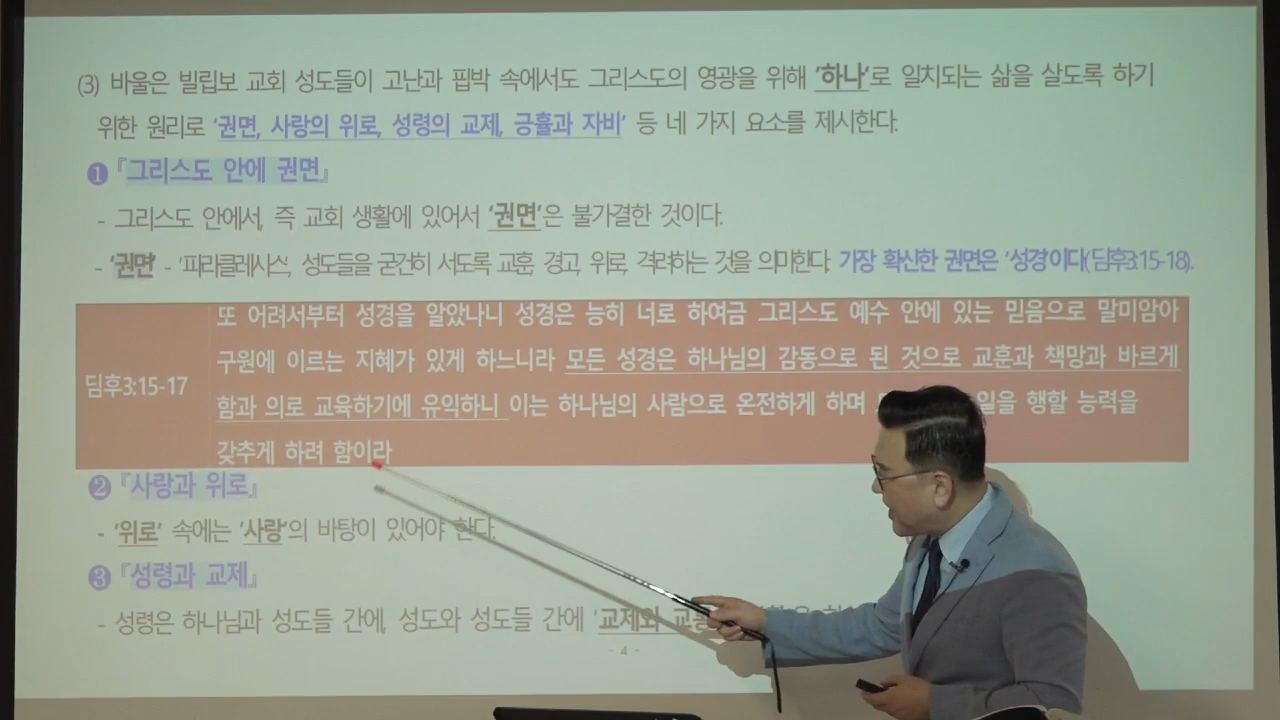 (3) 바울은 빌립보 교회 성도들이 고난과 핍박 속에서도 그리스도의 영광을 위해 '하나'로 일치되는 삶을 살도록 하기
위한 원리로 '권면, 사랑의 위로, 성령의 교제, 긍휼과 자비' 등 네 가지 요소를 제시한다.
❶ 『그리스도 안에 권면』
- 그리스도 안에서, 즉 교회 생활에 있어서 '권면'은 불가결한 것이다.
- '권면' - '파라클레시스', 성도들을 굳건히 서도록 교훈, 경고, 위로, 격려하는 것을 의미한다. 가장 확신한 권면은 '성경'이다(딤후3:15-18).
딤후3:15-17
또 어려서부터 성경을 알았나니 성경은 능히 너로 하여금 그리스도 예수 안에 있는 믿음으로 말미암아
구원에 이르는 지혜가 있게 하느니라 모든 성경은 하나님의 감동으로 된 것으로 교훈과 책망과 바르게
함과 의로 교육하기에 유익하니 이는 하나님의 사람으로 온전하게 하며 일을 행할 능력을
갖추게 하려 함이라
❷ 『사랑과 위로』
- '위로' 속에는 '사랑'의 바탕이 있어야 한다.
❸ 『성령과 교제』
- 성령은 하나님과 성도들 간에, 성도와 성도들 간에 '교제와
- 4 -